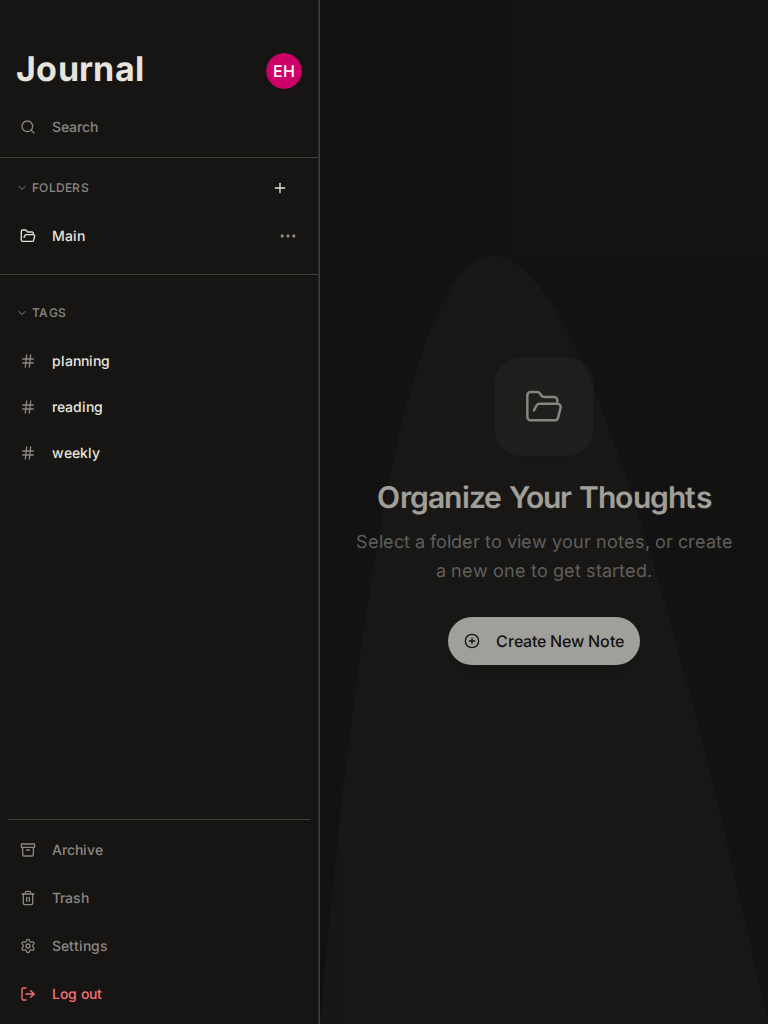 Journal
EH
Search
FOLDERS
Main
TAGS
planning
reading
weekly
Archive
Trash
Settings
Log out
Organize Your Thoughts
Select a folder to view your notes, or create
a new one to get started.
Create New Note